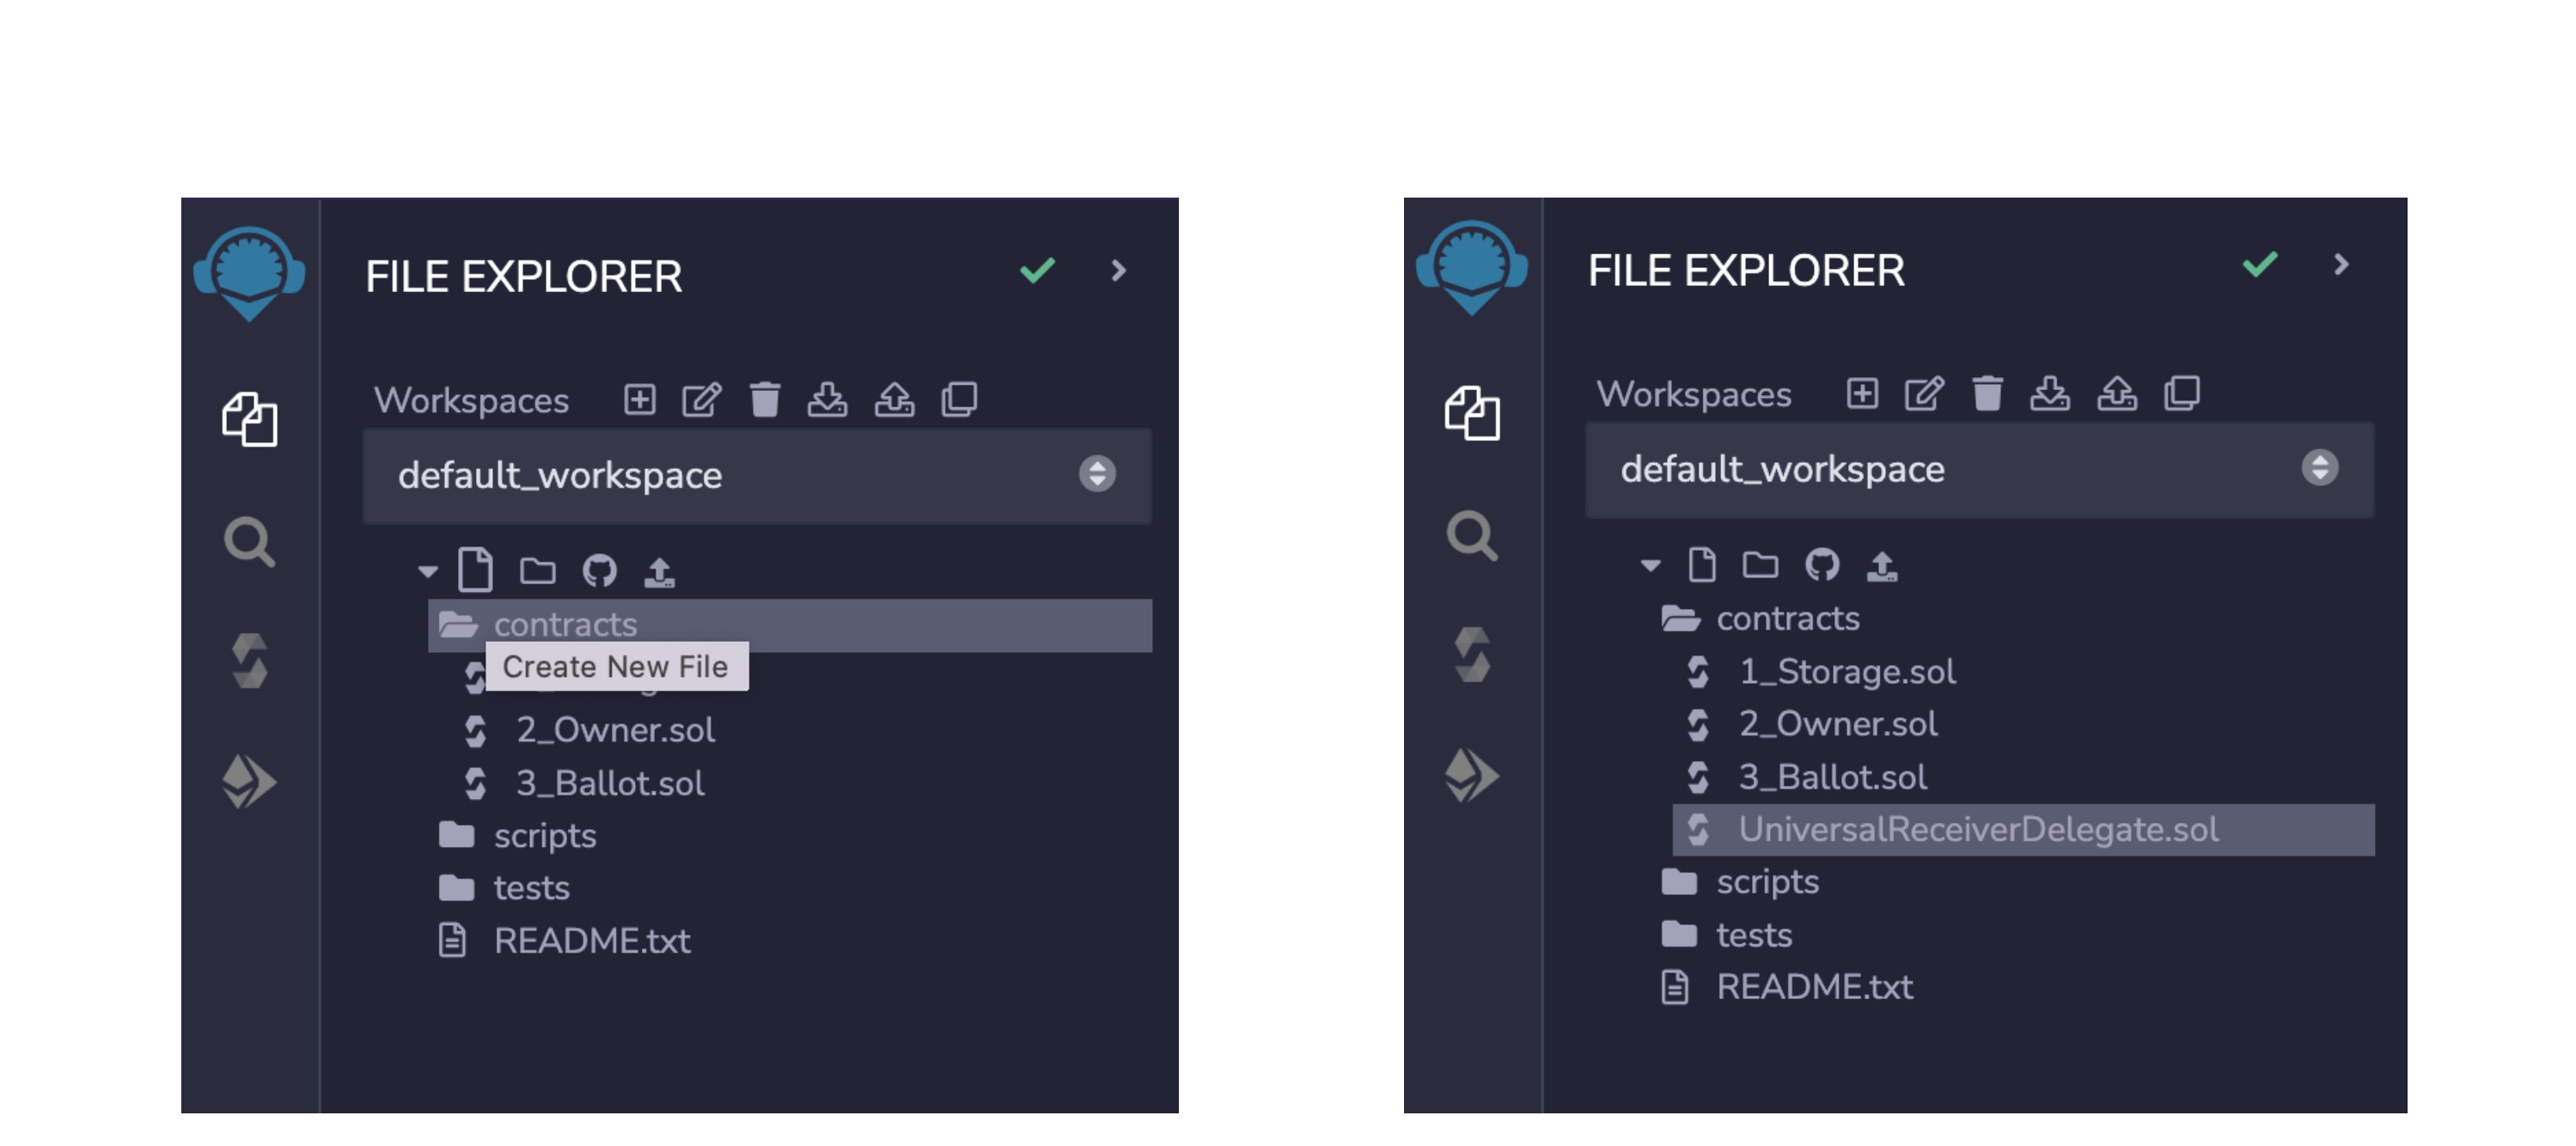 FILE EXPLORER
Workspaces
default_workspace
contracts
Create New File
2_Owner.sol
3_Ballot.sol
scripts
tests
README.txt
FILE EXPLORER
Workspaces
default_workspace
contracts
1_Storage.sol
2_Owner.sol
3_Ballot.sol
UniversalReceiverDelegate.sol
scripts
tests
README.txt